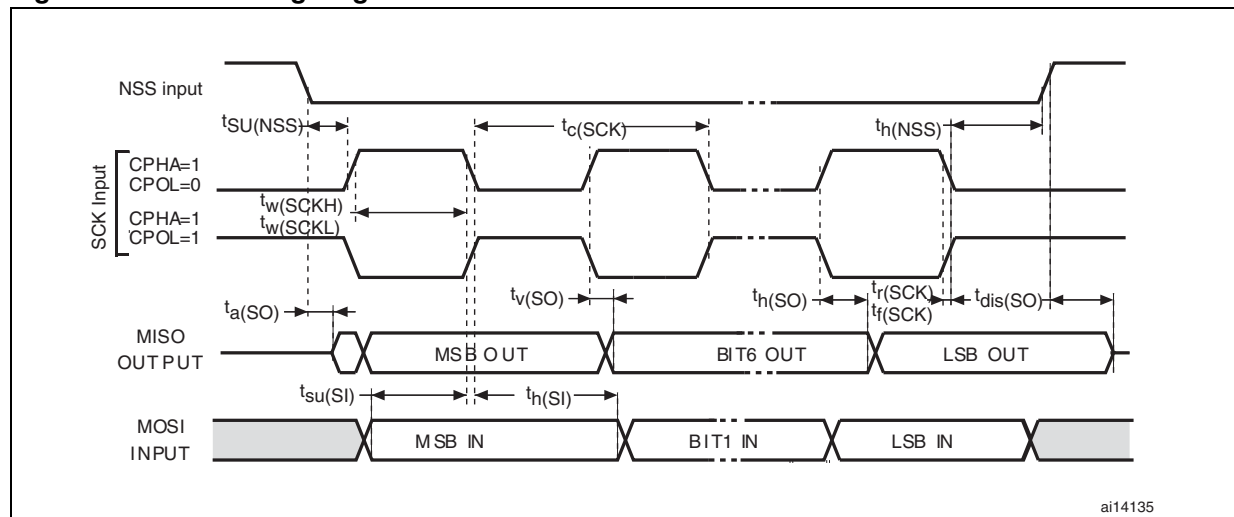 NSS input
tSU(NSS)
tc(SCK)
th(NSS)
SCK Input
CPHA=1
CPOL=0
tw(SCKH)
tw(SCKL)
CPHA=1
CPOL=1
ta(SO)
tv(SO)
th(SO)
tr(SCK)
tf(SCK)
tdis(SO)
MISO
OUTPUT
MSB OUT
BIT6 OUT
LSB OUT
tsu(SI)
th(SI)
MOSI
INPUT
MSB IN
BIT1 IN
LSB IN
ai14135